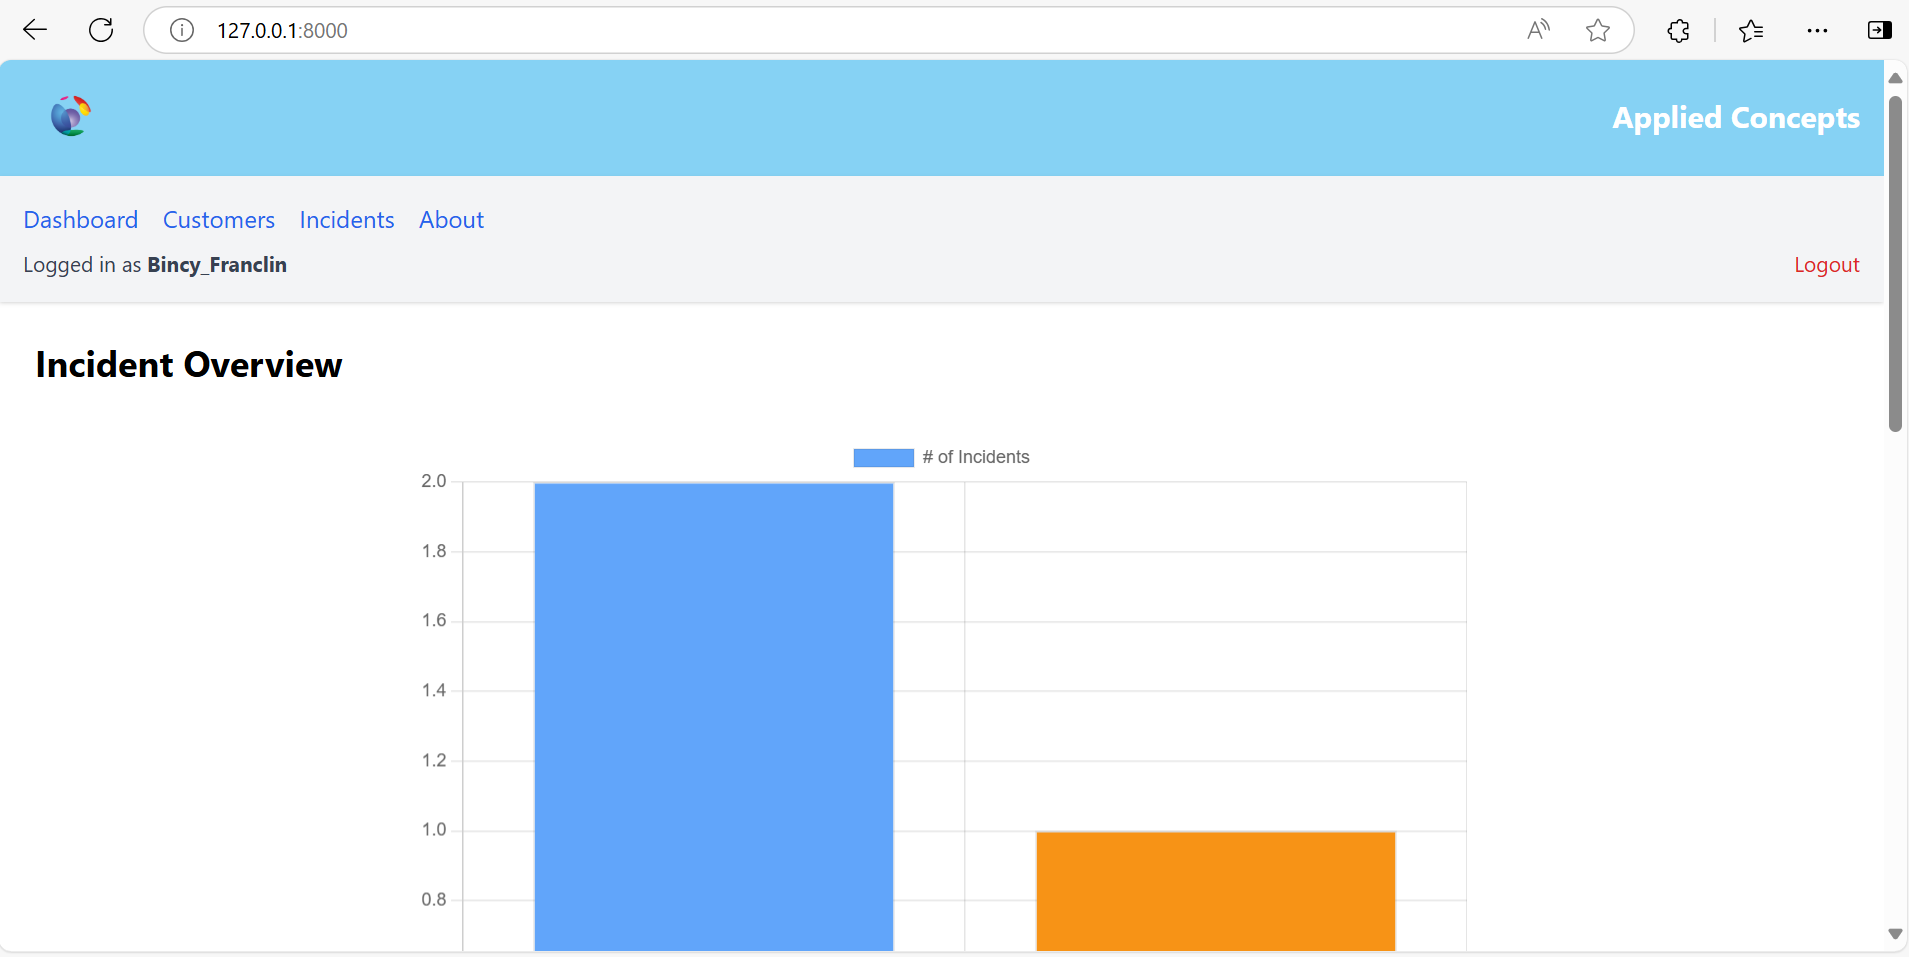 127.0.0.1:8000
Applied Concepts
Dashboard Customers Incidents About
Logged in as Bincy_Franclin
Logout
Incident Overview
# of Incidents
2.0
1.8
1.6
1.4
1.2
1.0
0.8